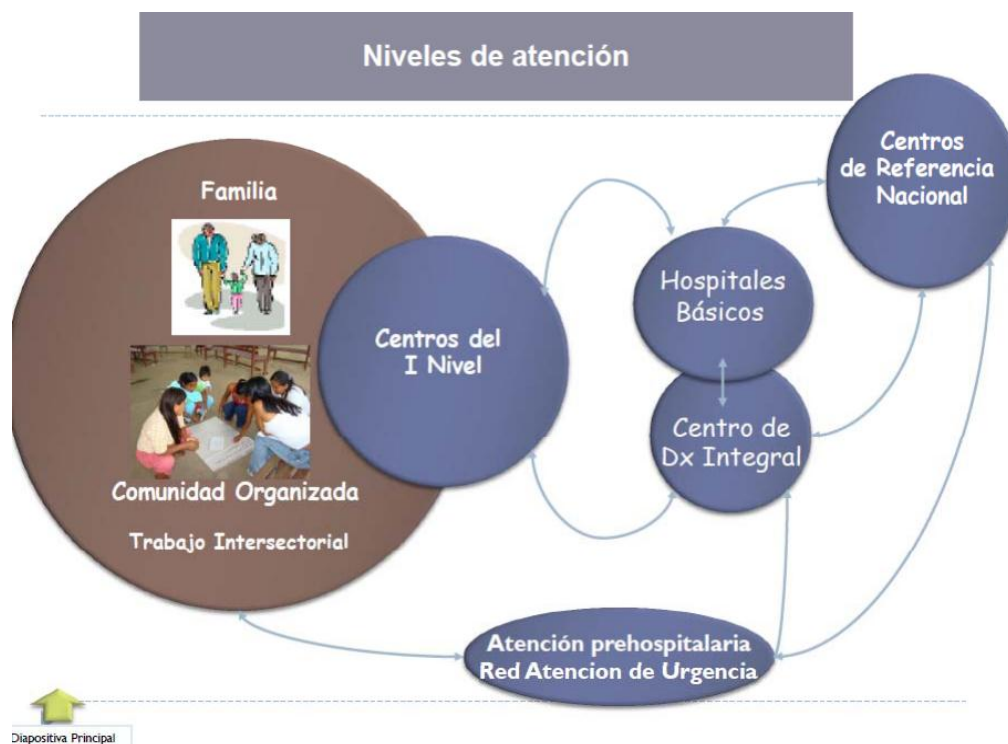 Niveles de atención
Centros
de Referencia
Nacional
Familia
Hospitales
Básicos
Centros del
I Nivel
Centro de
Dx Integral
Comunidad Organizada
Trabajo Intersectorial
Atención prehospitalaria
Red Atencion de Urgencia
Diapositiva Principal